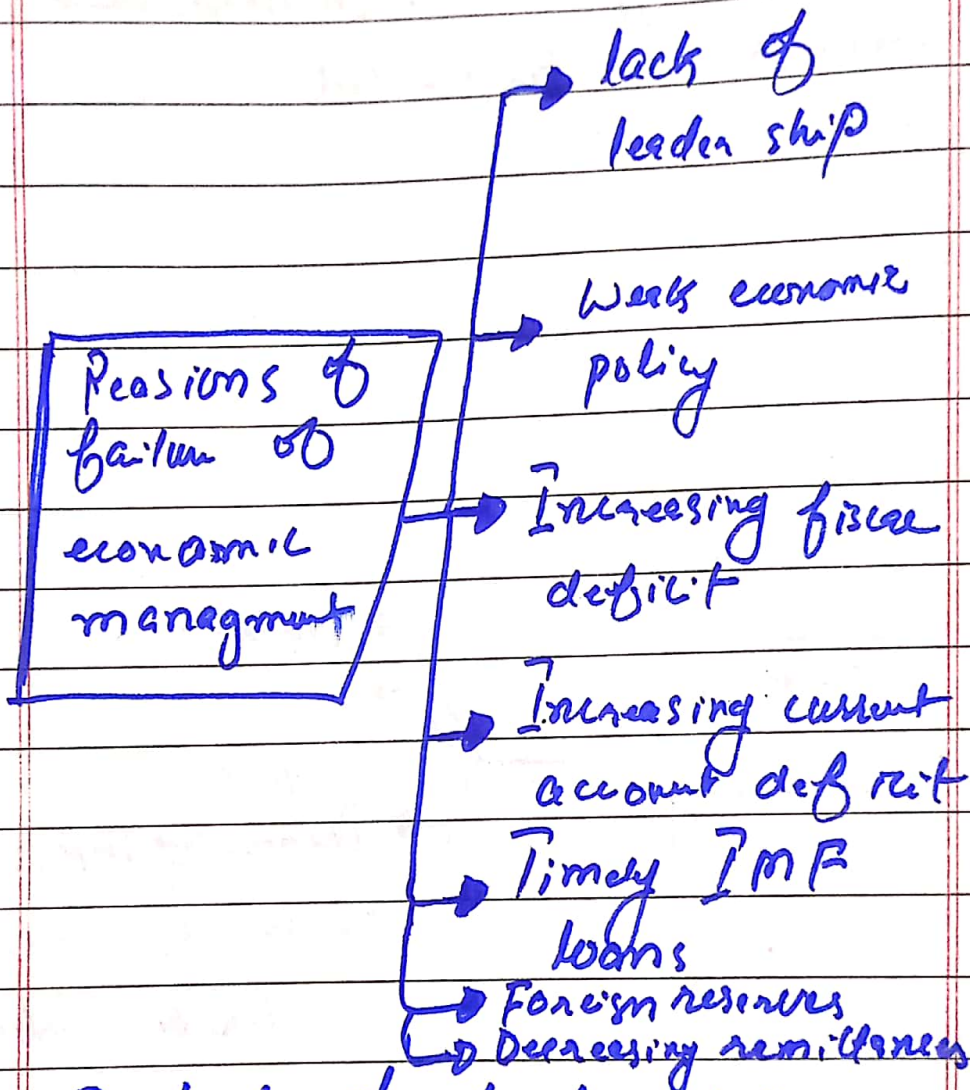 lack of
leader ship
Weak economic
policy
Reasions of
failure of
economic
managment
Increasing fiscal
deficit
Increasing current
account deficit
Timely IMF
loans
Foreign reserves
Decreeasing remittances